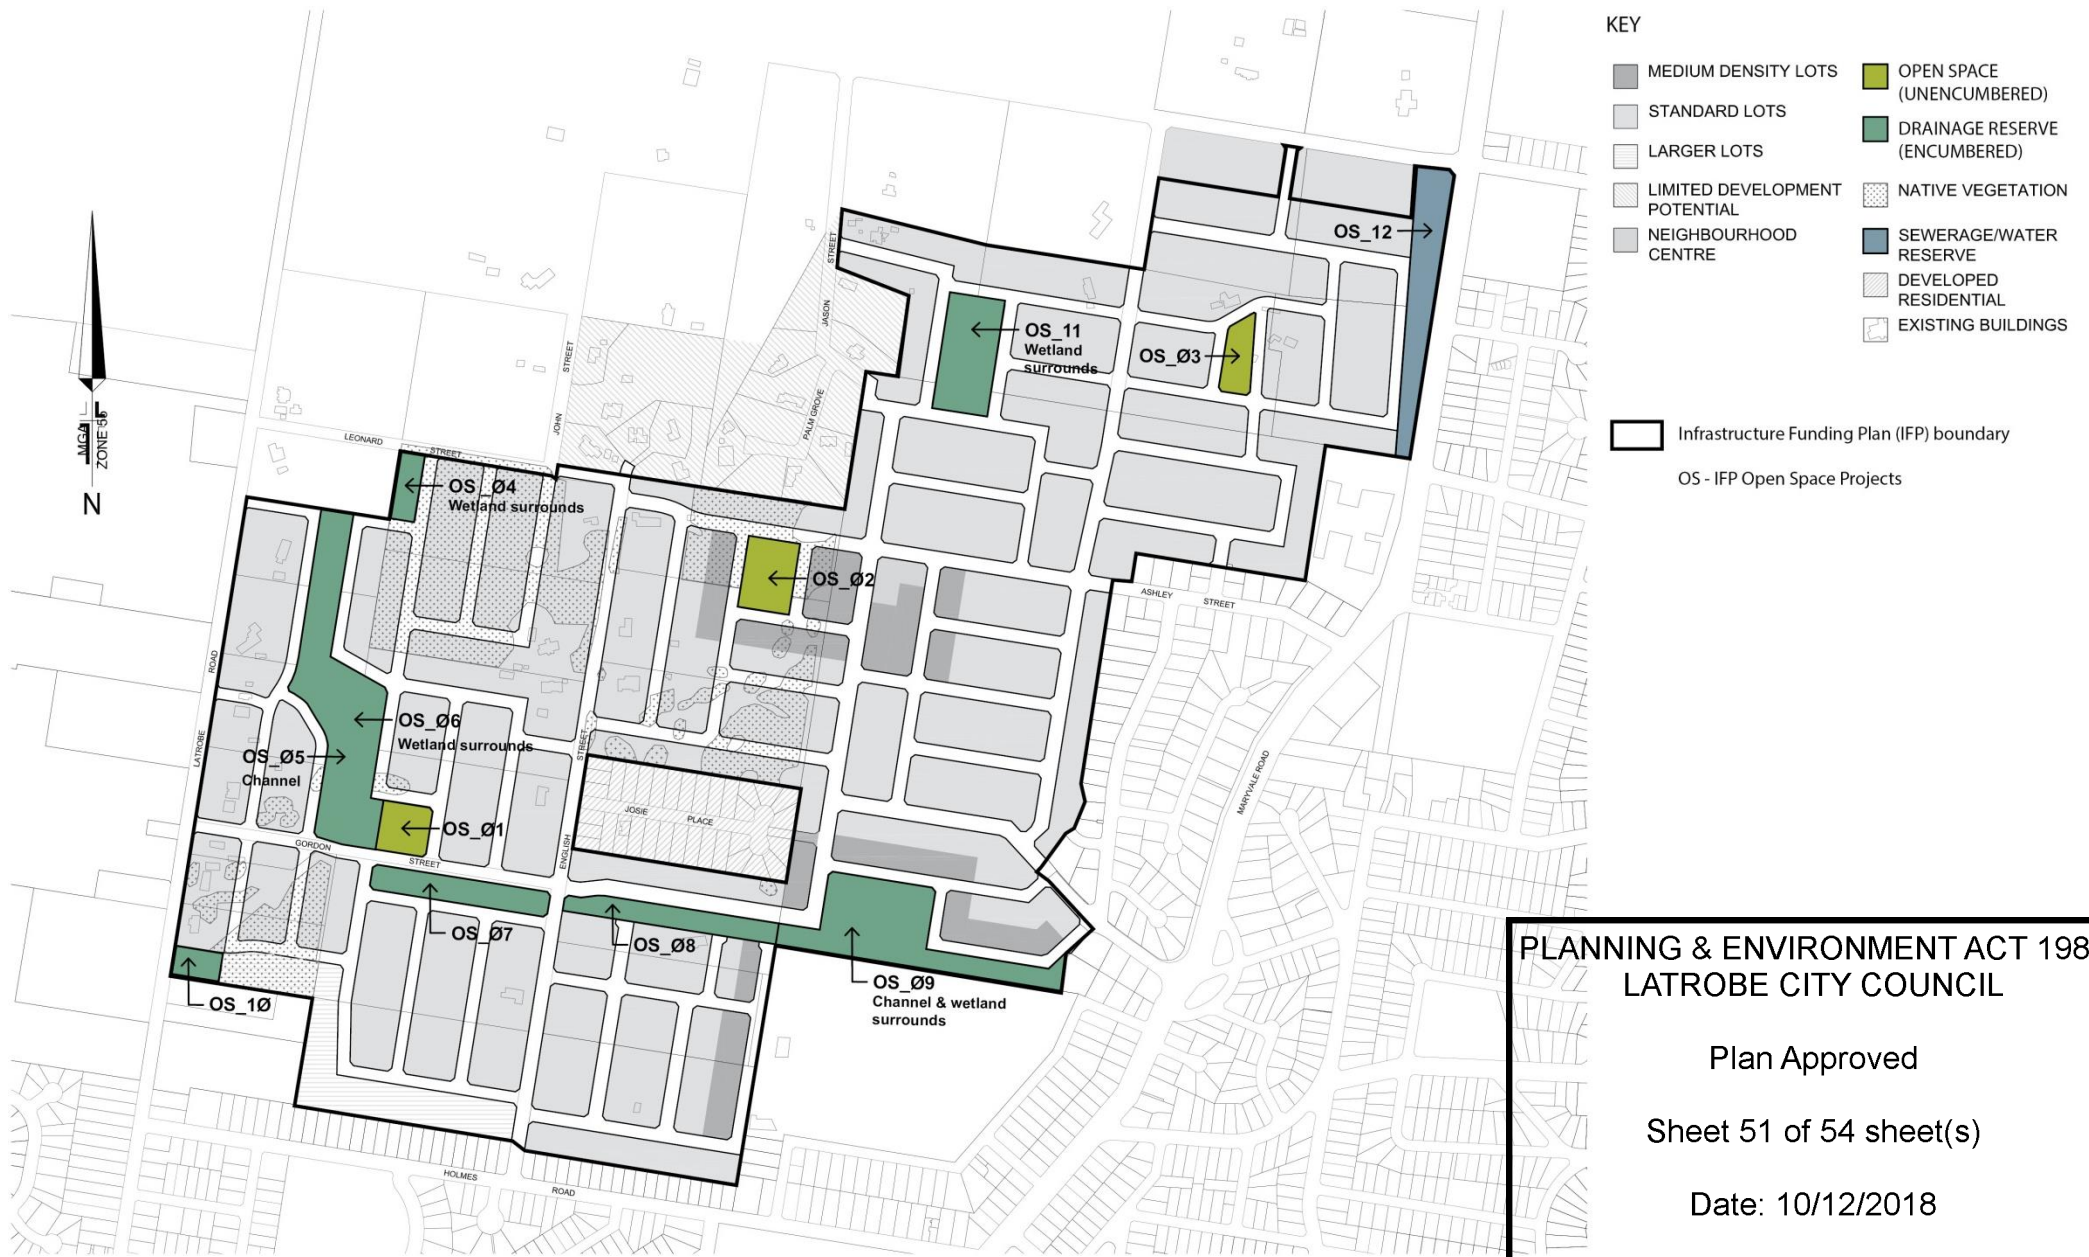 KEY
MEDIUM DENSITY LOTS
STANDARD LOTS
LARGER LOTS
LIMITED DEVELOPMENT
POTENTIAL
NEIGHBOURHOOD
CENTRE
OPEN SPACE
(UNENCUMBERED)
DRAINAGE RESERVE
(ENCUMBERED)
NATIVE VEGETATION
SEWERAGE/WATER
RESERVE
DEVELOPED
RESIDENTIAL
EXISTING BUILDINGS
Infrastructure Funding Plan (IFP) boundary
OS - IFP Open Space Projects
OS_12
STREET
JASON
OS_11
Wetland
surrounds
OS_Ø3
STREET
JOHN
PALM GROVE
MGA
ZONE 55
N
LEONARD
STREET
OS_Ø4
Wetland surrounds
OS_Ø2
ASHLEY
STREET
ROAD
LATROBE
OS_Ø6
Wetland surrounds
OS_Ø5
Channel
STREET
ENGLISH
MARYVALE ROAD
JOSIE
PLACE
OS_Ø1
GORDON
STREET
OS_Ø7
OS_Ø8
OS_Ø9
Channel & wetland
surrounds
OS_1Ø
HOLMES
ROAD
PLANNING & ENVIRONMENT ACT 198
LATROBE CITY COUNCIL
Plan Approved
Sheet 51 of 54 sheet(s)
Date: 10/12/2018